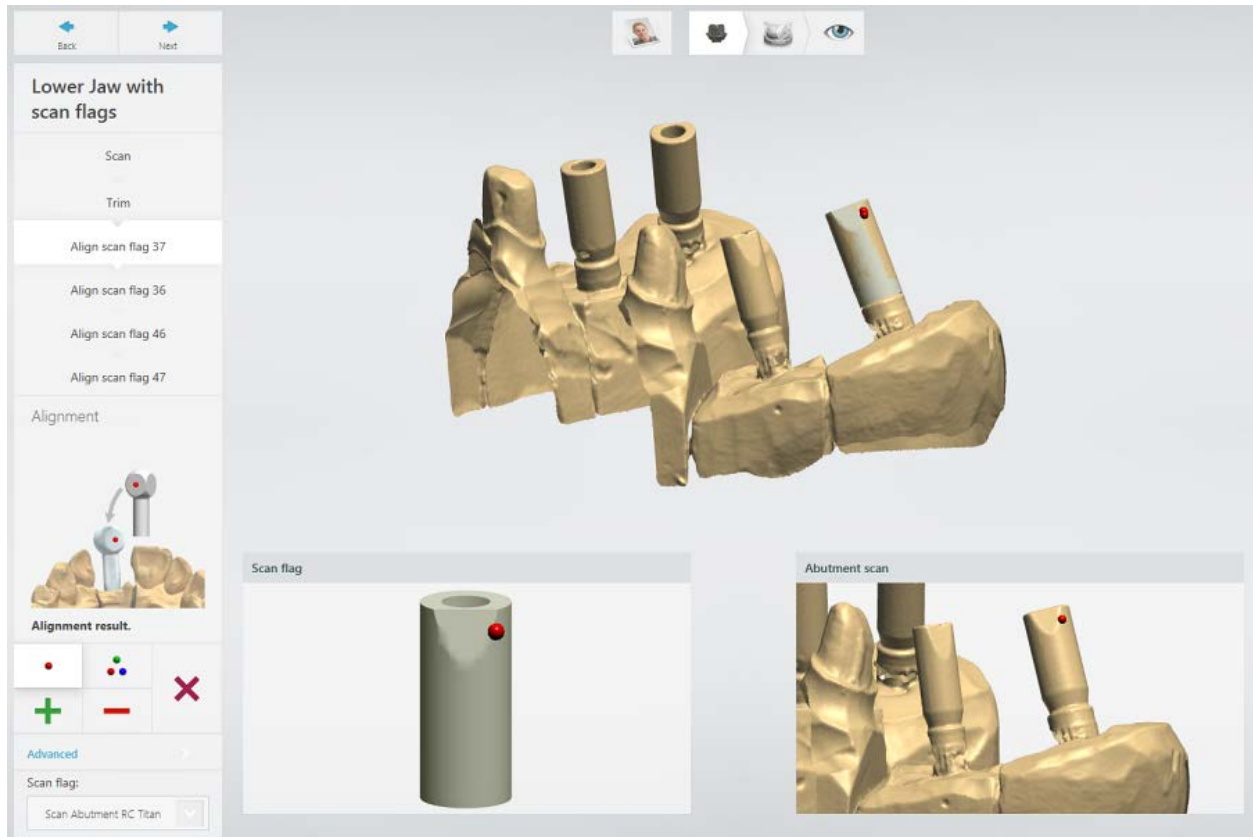 Back
Next
Lower Jaw with
scan flags
Scan
Trim
Align scan flag 37
Align scan flag 36
Align scan flag 46
Align scan flag 47
Alignment
Alignment result.
Advanced
Scan flag:
Scan Abutment RC Titan
Scan flag
Abutment scan